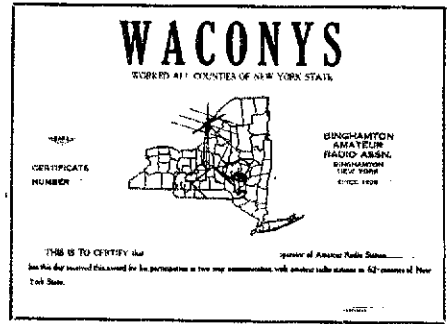 WACONYS
WORKED ALL COUNTIES OF NEW YORK STATE
BINGHAMTON
AMATEUR
RADIO ASSN.
BINGHAMTON
NEW YORK
CERTIFICATE
NUMBER
THIS IS TO CERTIFY that operator of Amateur Radio Station
has this day received this award for his participation in two way communication with amateur radio stations in 62 counties of New
York State.